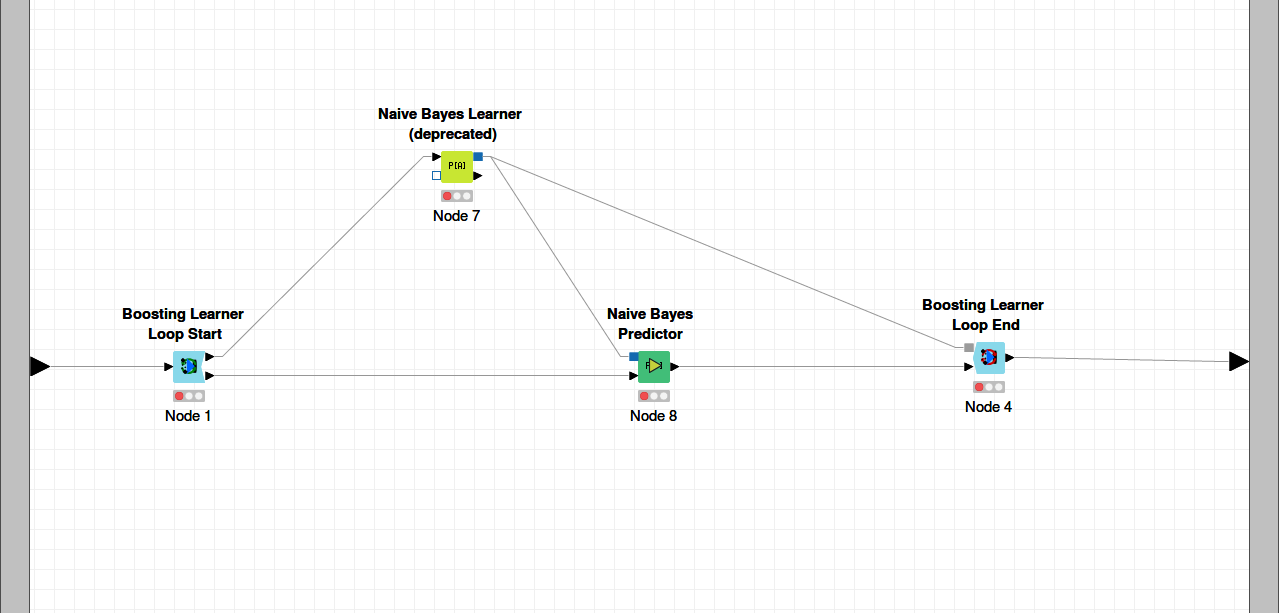 Naive Bayes Learner
(deprecated)
P[A]
Node 7
Boosting Learner
Loop Start
Node 1
Naive Bayes
Predictor
Node 8
Boosting Learner
Loop End
Node 4